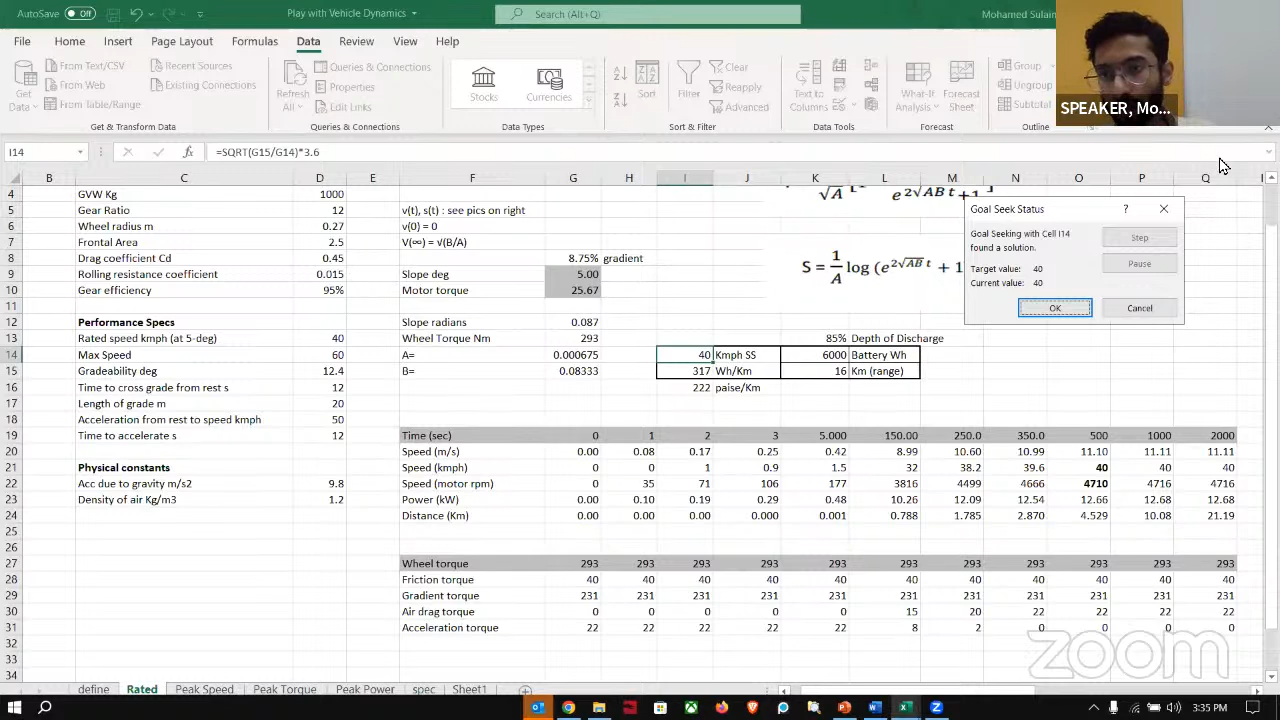 AutoSave Off Play with Vehicle Dynamics Search (Alt+Q) Mohamed Sulaim
File Home Insert Page Layout Formulas Data Review View Help
Get Data From Text/CSV From Web From Table/Range Recent Sources Existing Connections
Refresh All Queries & Connections Properties Edit Links
Stocks Currencies
Sort Filter Clear Reapply Advanced
Text to Columns What-If Analysis Forecast Sheet
Group Ungroup Subtotal
Get & Transform Data Queries & Connections Data Types Sort & Filter Data Tools Forecast Outline
SPEAKER, Mo...
I14 fx =SQRT(G15/G14)*3.6
B C D E F G H I J K L M N O P Q
4 GVW Kg 1000
5 Gear Ratio 12 v(t), s(t) : see pics on right
6 Wheel radius m 0.27 v(0) = 0
7 Frontal Area 2.5 V(∞) = √(B/A)
8 Drag coefficient Cd 0.45 8.75% gradient
9 Rolling resistance coefficient 0.015 Slope deg 5.00
10 Gear efficiency 95% Motor torque 25.67
11
12 Performance Specs Slope radians 0.087
13 Rated speed kmph (at 5-deg) 40 Wheel Torque Nm 293 85% Depth of Discharge
14 Max Speed 60 A= 0.000675 40 Kmph SS 6000 Battery Wh
15 Gradeability deg 12.4 B= 0.08333 317 Wh/Km 16 Km (range)
16 Time to cross grade from rest s 12 222 paise/Km
17 Length of grade m 20
18 Acceleration from rest to speed kmph 50
19 Time to accelerate s 12 Time (sec) 0 1 2 3 5.000 150.00 250.0 350.0 500 1000 2000
20 Speed (m/s) 0.00 0.08 0.17 0.25 0.42 8.99 10.60 10.99 11.10 11.11 11.11
21 Physical constants Speed (kmph) 0 0 1 0.9 1.5 32 38.2 39.6 40 40 40
22 Acc due to gravity m/s2 9.8 Speed (motor rpm) 0 35 71 106 177 3816 4499 4666 4710 4716 4716
23 Density of air Kg/m3 1.2 Power (kW) 0.00 0.10 0.19 0.29 0.48 10.26 12.09 12.54 12.66 12.68 12.68
24 Distance (Km) 0.00 0.00 0.00 0.000 0.001 0.788 1.785 2.870 4.529 10.08 21.19
25
26
27 Wheel torque 293 293 293 293 293 293 293 293 293 293 293
28 Friction torque 40 40 40 40 40 40 40 40 40 40 40
29 Gradient torque 231 231 231 231 231 231 231 231 231 231 231
30 Air drag torque 0 0 0 0 0 15 20 22 22 22 22
31 Acceleration torque 22 22 22 22 22 8 2 0 0 0 0
32
33
34
√A e^2√AB t + 1
S = 1/A log (e^2√AB t + 1
Goal Seek Status ? ×
Goal Seeking with Cell I14
found a solution.
Target value: 40
Current value: 40
Step
Pause
OK Cancel
zoom
define Rated Peak Speed Peak Torque Peak Power spec Sheet1
3:35 PM